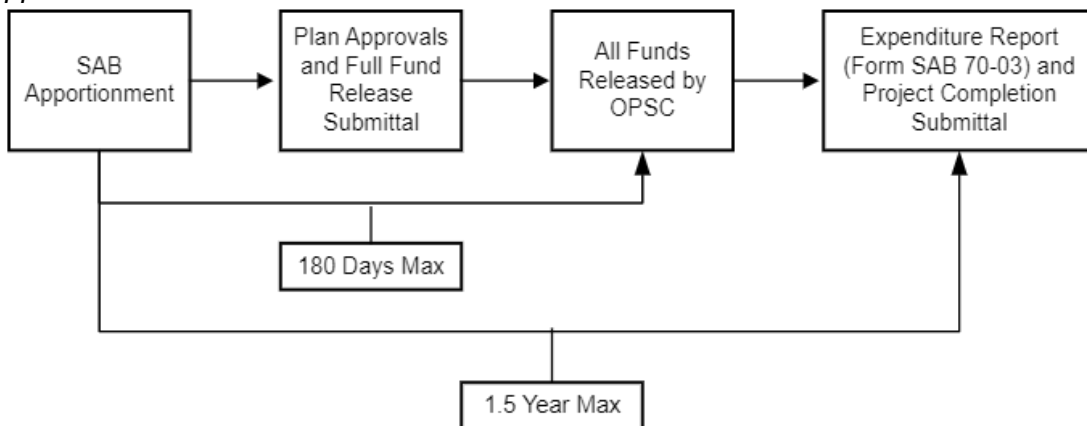 SAB
Apportionment
Plan Approvals
and Full Fund
Release
Submittal
All Funds
Released by
OPSC
Expenditure Report
(Form SAB 70-03) and
Project Completion
Submittal
180 Days Max
1.5 Year Max